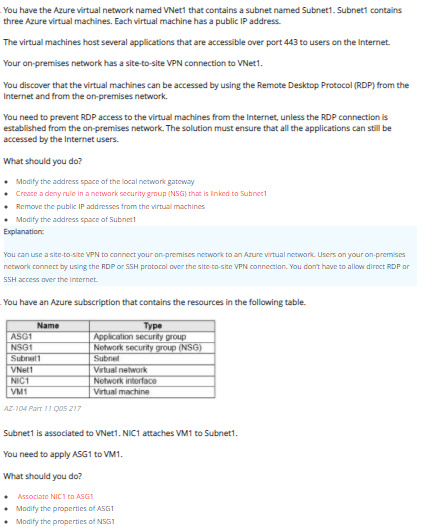 You have the Azure virtual network named VNet1 that contains a subnet named Subnet1. Subnet1 contains
three Azure virtual machines. Each virtual machine has a public IP address.
The virtual machines host several applications that are accessible over port 443 to users on the Internet.
Your on-premises network has a site-to-site VPN connection to VNet1.
You discover that the virtual machines can be accessed by using the Remote Desktop Protocol (RDP) from the
Internet and from the on-premises network.
You need to prevent RDP access to the virtual machines from the Internet, unless the RDP connection is
established from the on-premises network. The solution must ensure that all the applications can still be
accessed by the Internet users.
What should you do?
• Modify the address space of the local network gateway
• Create a deny rule in a network security group (NSG) that is linked to Subnet1
• Remove the public IP addresses from the virtual machines
• Modify the address space of Subnet1
Explanation:
You can use a site-to-site VPN to connect your on-premises network to an Azure virtual network. Users on your on-premises
network connect by using the RDP or SSH protocol over the site-to-site VPN connection. You don't have to allow direct RDP or
SSH access over the internet.
You have an Azure subscription that contains the resources in the following table.
Name Type
ASG1 Application security group
NSG1 Network security group (NSG)
Subnet1 Subnet
VNet1 Virtual network
NIC1 Network interface
VM1 Virtual machine
AZ-104 Part 11 Q05 217
Subnet1 is associated to VNet1. NIC1 attaches VM1 to Subnet1.
You need to apply ASG1 to VM1.
What should you do?
• Associate NIC1 to ASG1
• Modify the properties of ASG1
• Modify the properties of NSG1